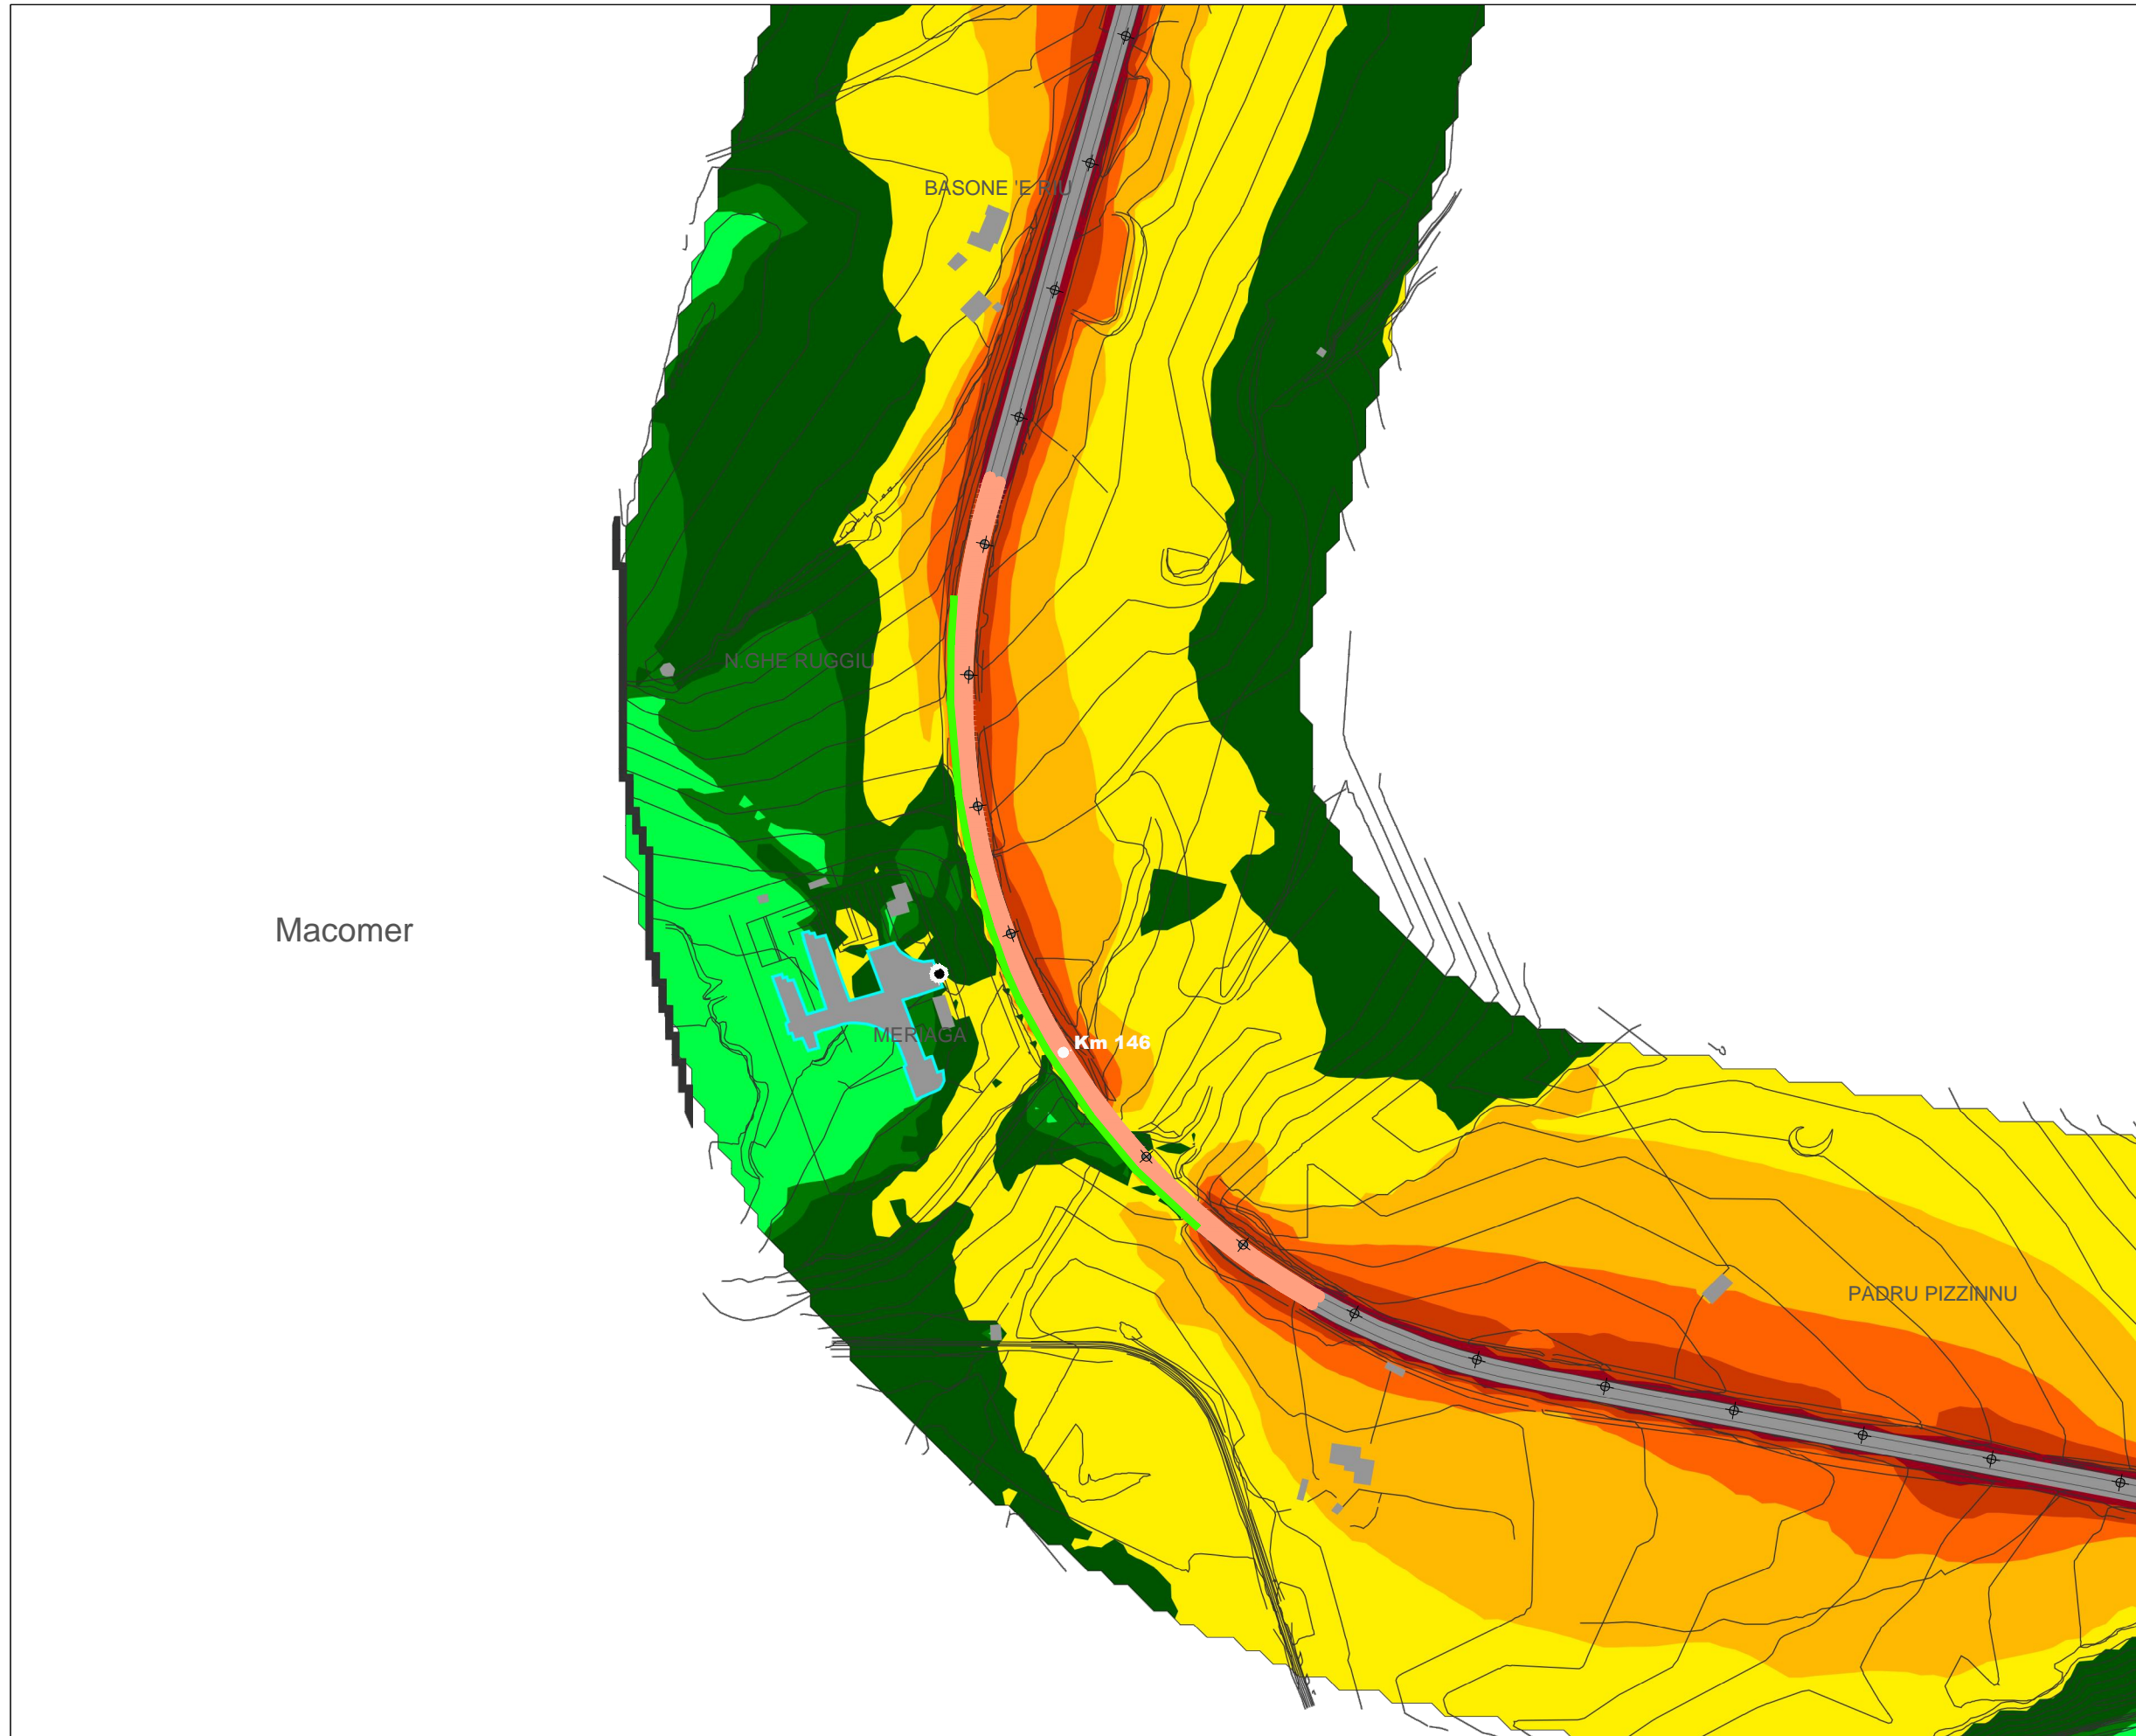 BASONE 'E RIU
N.GHE RUGGIU
Macomer
MERIAGA
Km 146
PADRU PIZZINNU